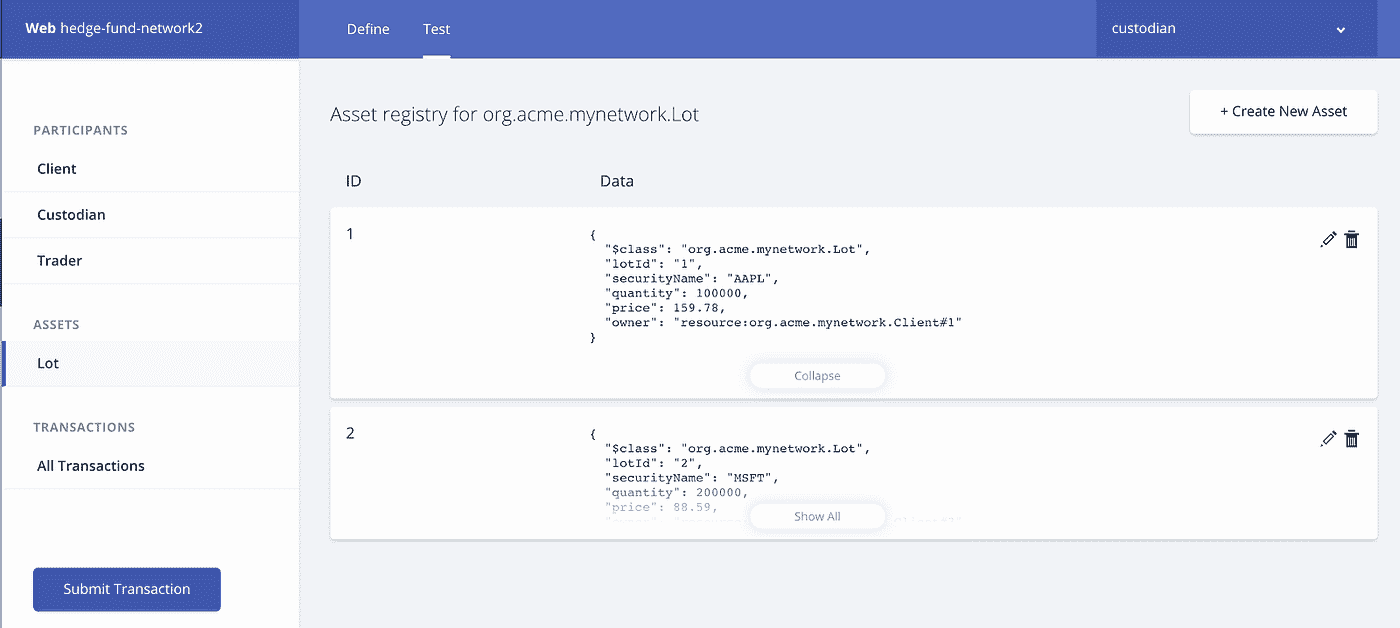 Web hedge-fund-network2
Define
Test
custodian
PARTICIPANTS
Client
Custodian
Trader
ASSETS
Lot
TRANSACTIONS
All Transactions
Submit Transaction
Asset registry for org.acme.mynetwork.Lot
+ Create New Asset
ID
Data
1
{
"$class": "org.acme.mynetwork.Lot",
"lotId": "1",
"securityName": "AAPL",
"quantity": 100000,
"price": 159.78,
"owner": "resource:org.acme.mynetwork.Client#1"
}
Collapse
2
{
"$class": "org.acme.mynetwork.Lot",
"lotId": "2",
"securityName": "MSFT",
"quantity": 200000,
"price": 88.59,
Show All